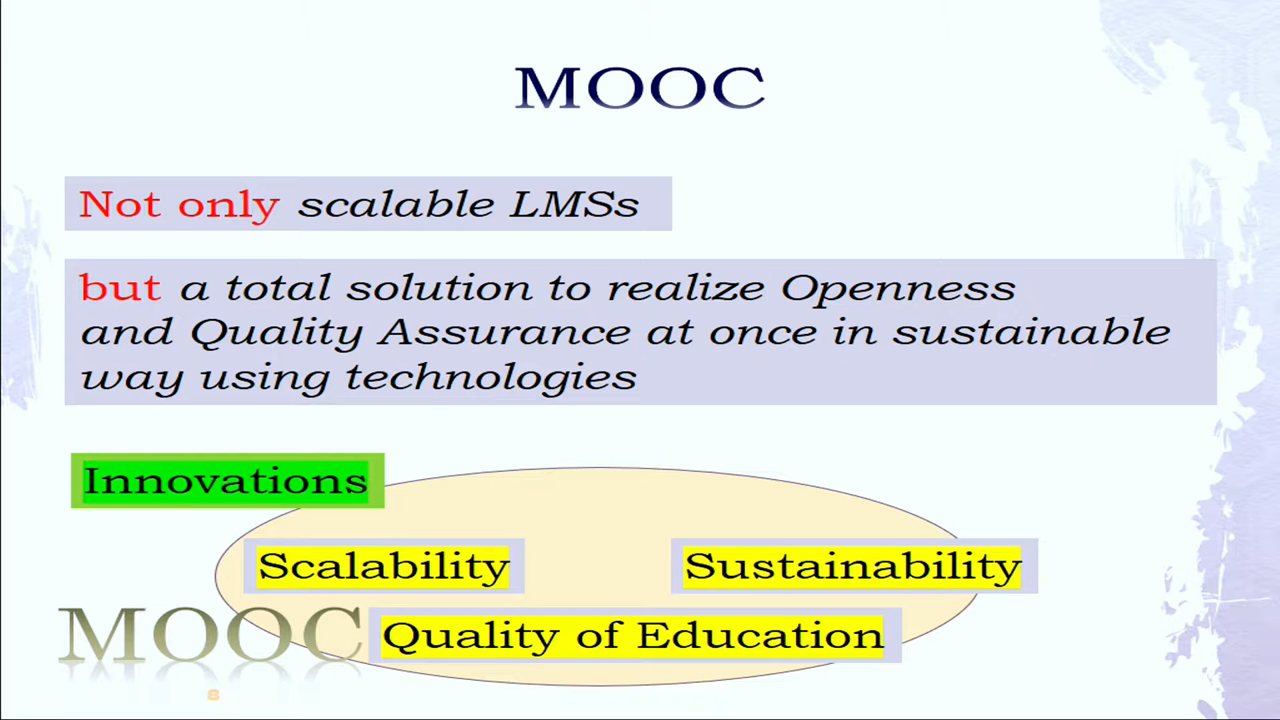 MOOC
Not only scalable LMSs
but a total solution to realize Openness
and Quality Assurance at once in sustainable
way using technologies
Innovations
Scalability
Sustainability
Quality of Education
MOOC
8